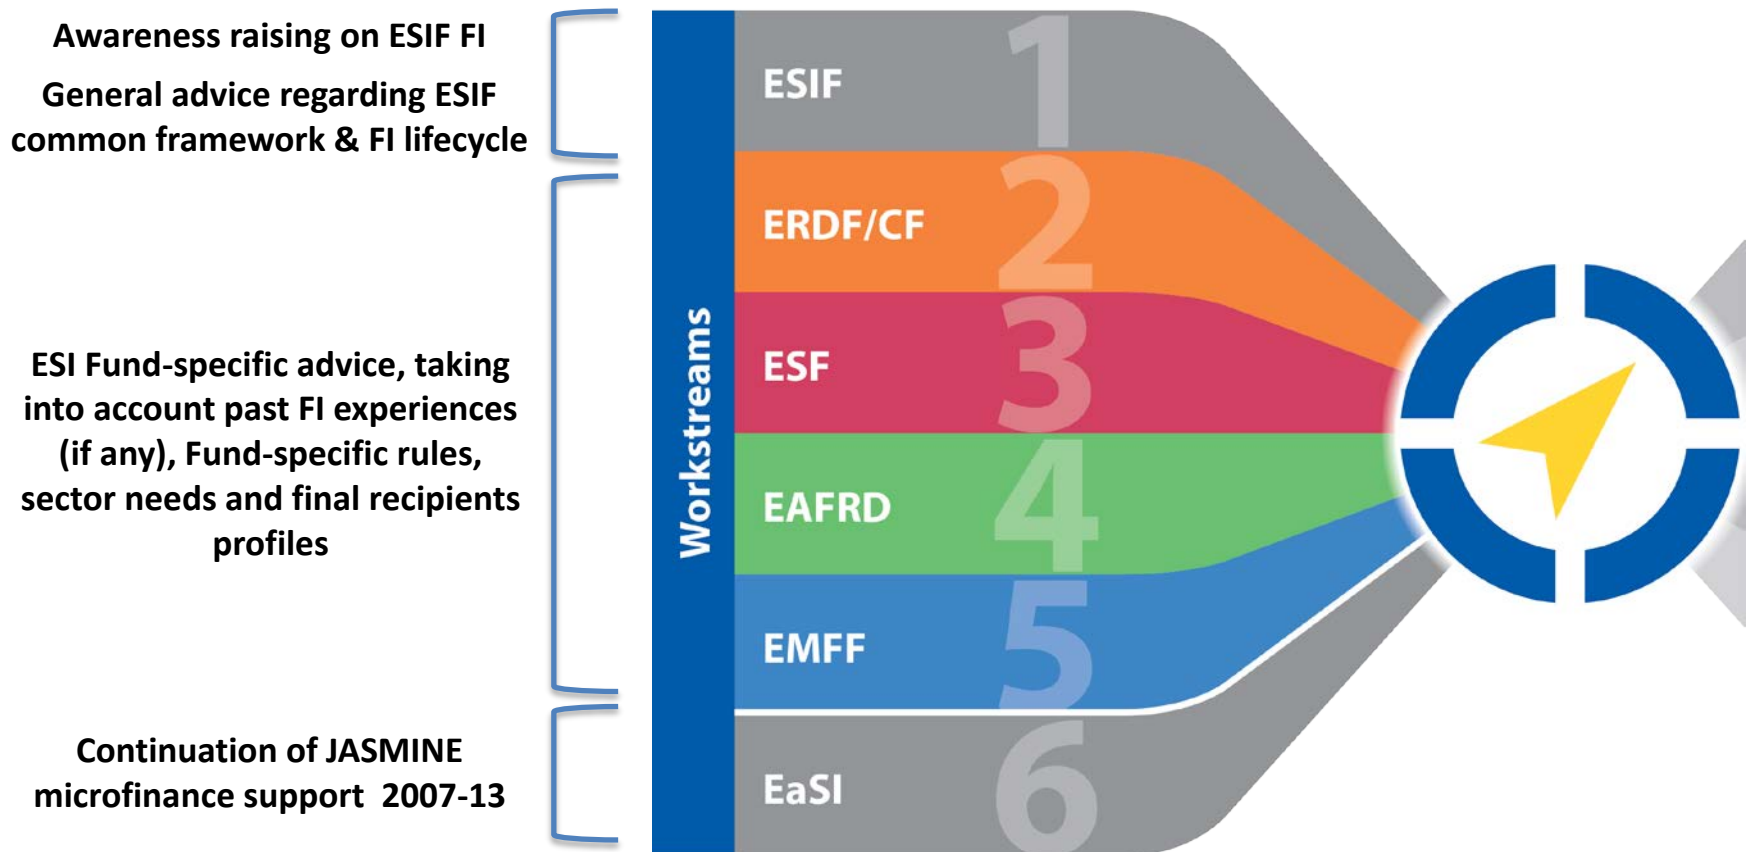 Awareness raising on ESIF FI
General advice regarding ESIF
common framework & FI lifecycle
ESI Fund-specific advice, taking
into account past FI experiences
(if any), Fund-specific rules,
sector needs and final recipients
profiles
Continuation of JASMINE
microfinance support 2007-13
Workstreams
ESIF 1
ERDF/CF 2
ESF 3
EAFRD 4
EMFF 5
EaSI 6